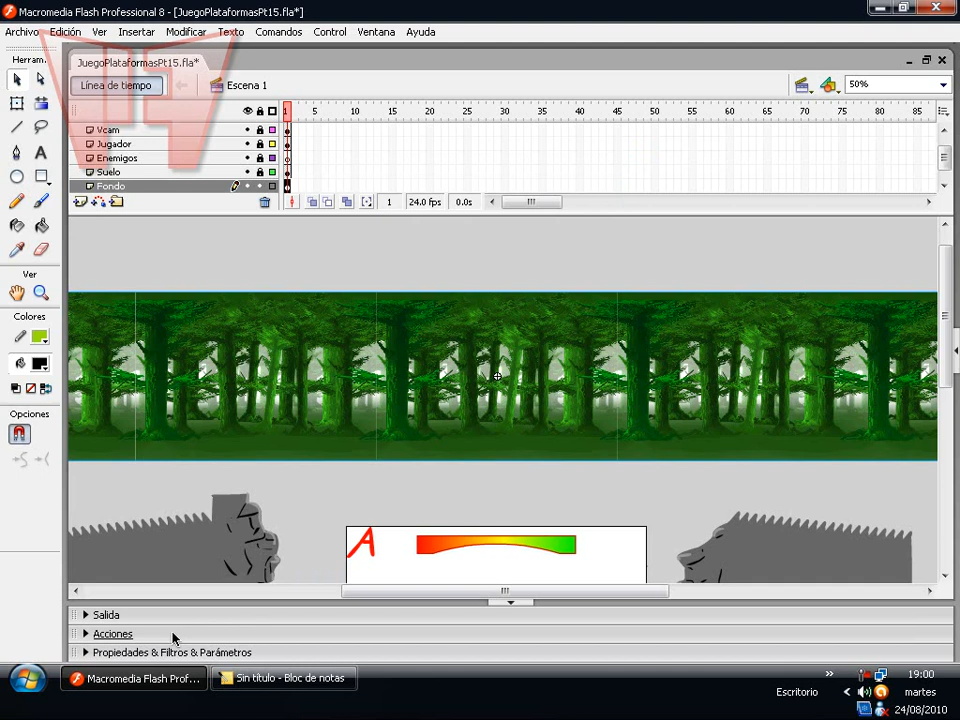 Macromedia Flash Professional 8 - [JuegoPlataformasPt15.fla*]
Archivo Edición Ver Insertar Modificar Texto Comandos Control Ventana Ayuda
Herram.
JuegoPlataformasPt15.fla*
Línea de tiempo
Escena 1
50%
1 5 10 15 20 25 30 35 40 45 50 55 60 65 70 75 80 85
Vcam
Jugador
Enemigos
Suelo
Fondo
1 24.0 fps 0.0s
Ver
Colores
Opciones
A
Salida
Acciones
Propiedades & Filtros & Parámetros
Macromedia Flash Prof...
Sin título - Bloc de notas
19:00
Escritorio
martes
24/08/2010